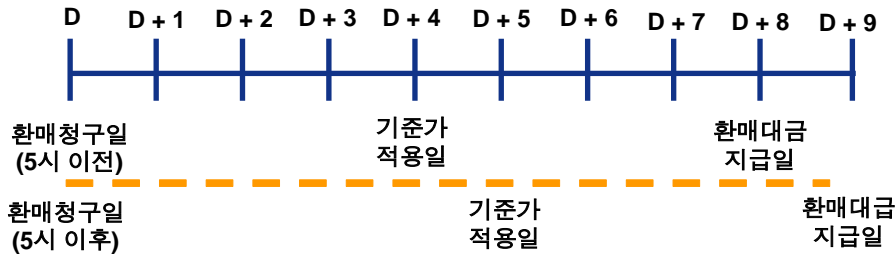 D D + 1 D + 2 D + 3 D + 4 D + 5 D + 6 D + 7 D + 8 D + 9
환매청구일
(5시 이전)
기준가
적용일
환매대금
지급일
환매청구일
(5시 이후)
기준가
적용일
환매대급
지급일